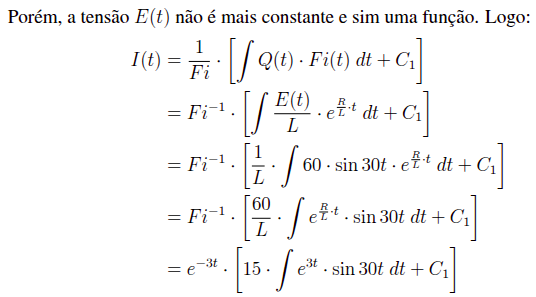 Porém, a tensão E(t) não é mais constante e sim uma função. Logo:
I(t) = \frac{1}{Fi} \cdot \left[ \int Q(t) \cdot Fi(t) \, dt + C_1 \right]
= Fi^{-1} \cdot \left[ \int \frac{E(t)}{L} \cdot e^{\frac{R}{L} \cdot t} \, dt + C_1 \right]
= Fi^{-1} \cdot \left[ \frac{1}{L} \cdot \int 60 \cdot \sin 30t \cdot e^{\frac{R}{L} \cdot t} \, dt + C_1 \right]
= Fi^{-1} \cdot \left[ \frac{60}{L} \cdot \int e^{\frac{R}{L} \cdot t} \cdot \sin 30t \, dt + C_1 \right]
= e^{-3t} \cdot \left[ 15 \cdot \int e^{3t} \cdot \sin 30t \, dt + C_1 \right]